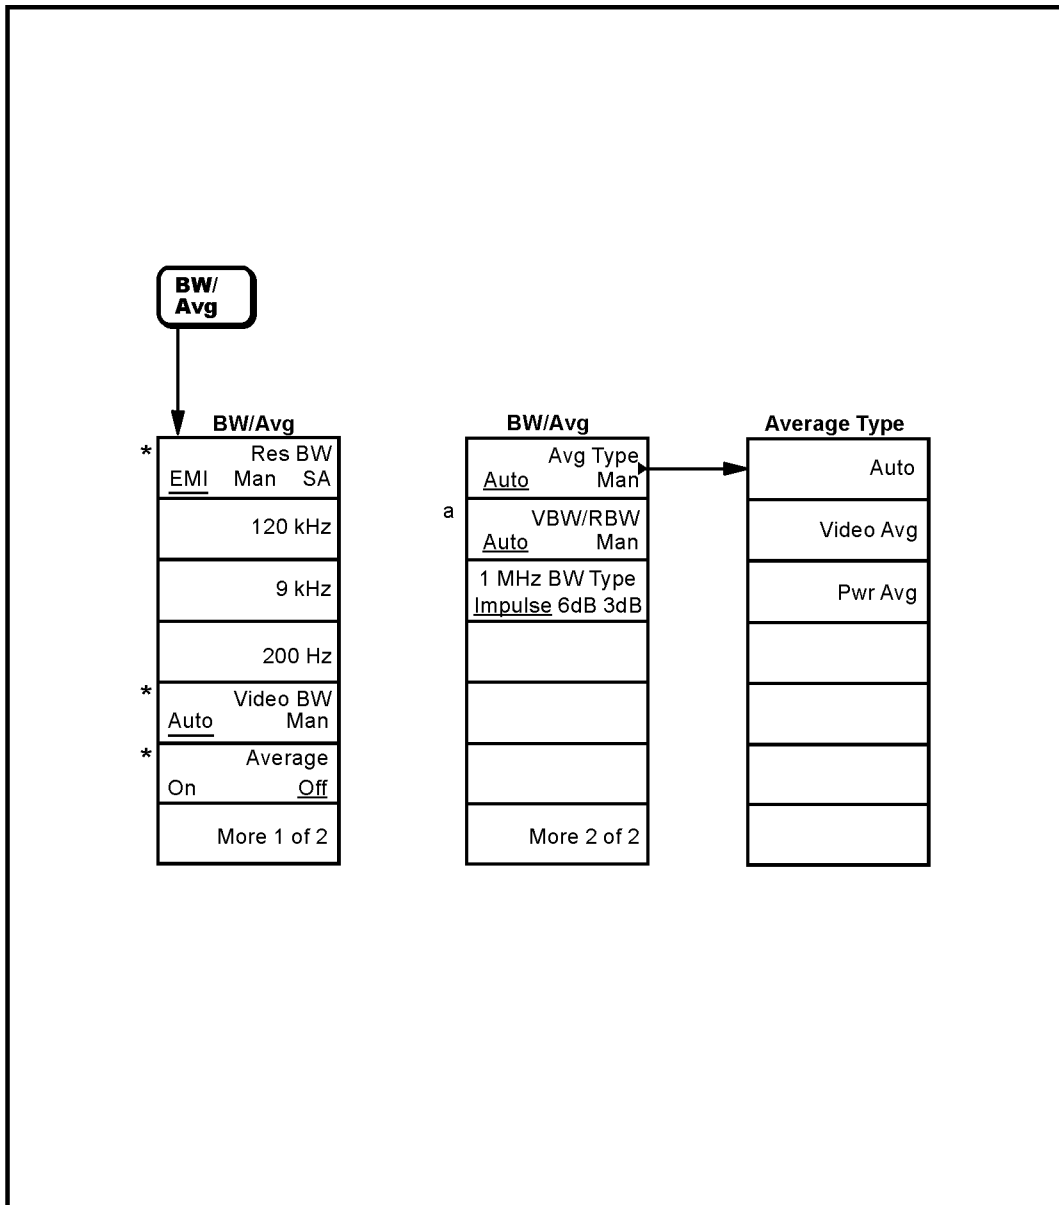 BW/
Avg
BW/Avg
* Res BW
EMI Man SA
120 kHz
9 kHz
200 Hz
* Video BW
Auto Man
* Average
On Off
More 1 of 2
BW/Avg
Avg Type
Auto Man
a VBW/RBW
Auto Man
1 MHz BW Type
Impulse 6dB 3dB
More 2 of 2
Average Type
Auto
Video Avg
Pwr Avg